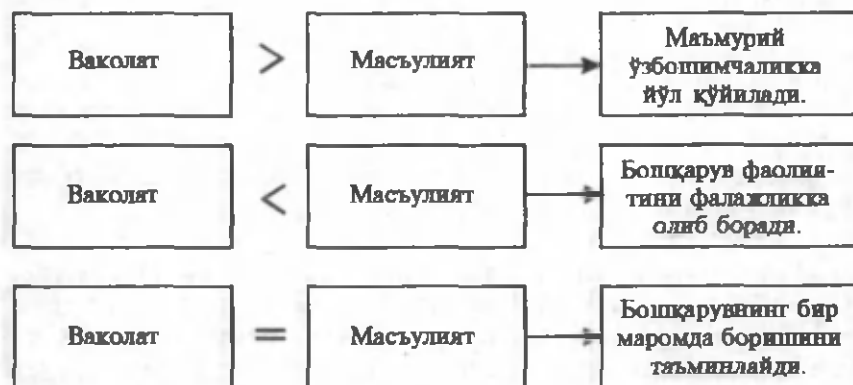 Ваколат > Масъулият
Маъмурий
ўзбошимчаликка
йўл қўйилади.
Ваколат < Масъулият
Бошқарув фаолия-
тини фалажликка
олиб боради.
Ваколат = Масъулият
Бошқарувнинг бир
маромда боришини
таъминлайди.